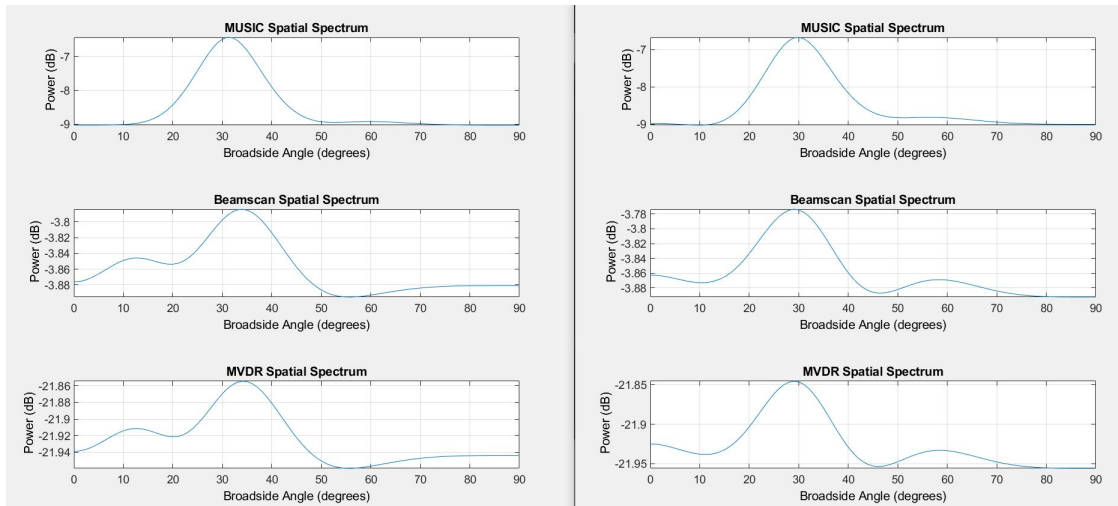 MUSIC Spatial Spectrum
Power (dB)
-7
-8
-9
0 10 20 30 40 50 60 70 80 90
Broadside Angle (degrees)
Beamscan Spatial Spectrum
Power (dB)
-3.8
-3.82
-3.84
-3.86
-3.88
0 10 20 30 40 50 60 70 80 90
Broadside Angle (degrees)
MVDR Spatial Spectrum
Power (dB)
-21.86
-21.88
-21.9
-21.92
-21.94
0 10 20 30 40 50 60 70 80 90
Broadside Angle (degrees)
MUSIC Spatial Spectrum
Power (dB)
-7
-8
-9
0 10 20 30 40 50 60 70 80 90
Broadside Angle (degrees)
Beamscan Spatial Spectrum
Power (dB)
-3.78
-3.8
-3.82
-3.84
-3.86
-3.88
0 10 20 30 40 50 60 70 80 90
Broadside Angle (degrees)
MVDR Spatial Spectrum
Power (dB)
-21.85
-21.9
-21.95
0 10 20 30 40 50 60 70 80 90
Broadside Angle (degrees)